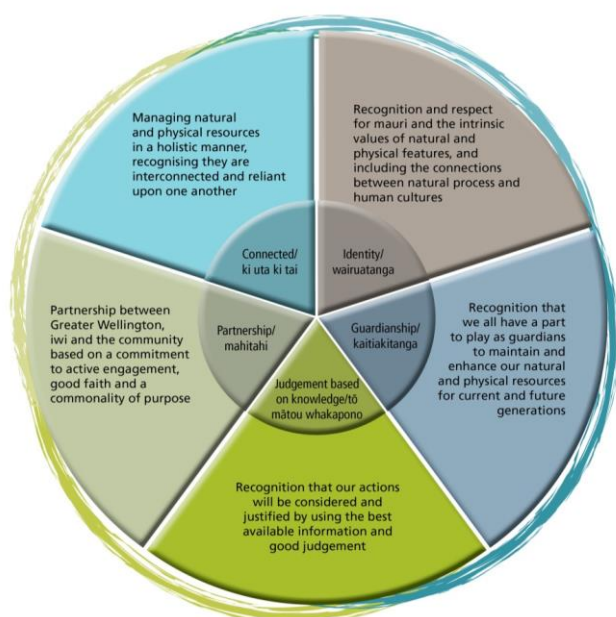 Managing natural
and physical resources
in a holistic manner,
recognising they are
interconnected and reliant
upon one another
Connected/
ki uta ki tai
Recognition and respect
for mauri and the intrinsic
values of natural and
physical features, and
including the connections
between natural process and
human cultures
Identity/
wairuatanga
Recognition that
we all have a part
to play as guardians
to maintain and
enhance our natural
and physical resources
for current and future
generations
Guardianship/
kaitiakitanga
Judgement based
on knowledge/tō
mātou whakapono
Recognition that our actions
will be considered and
justified by using the best
available information and
good judgement
Partnership between
Greater Wellington,
iwi and the community
based on a commitment
to active engagement,
good faith and a
commonality of purpose
Partnership/
mahitahi